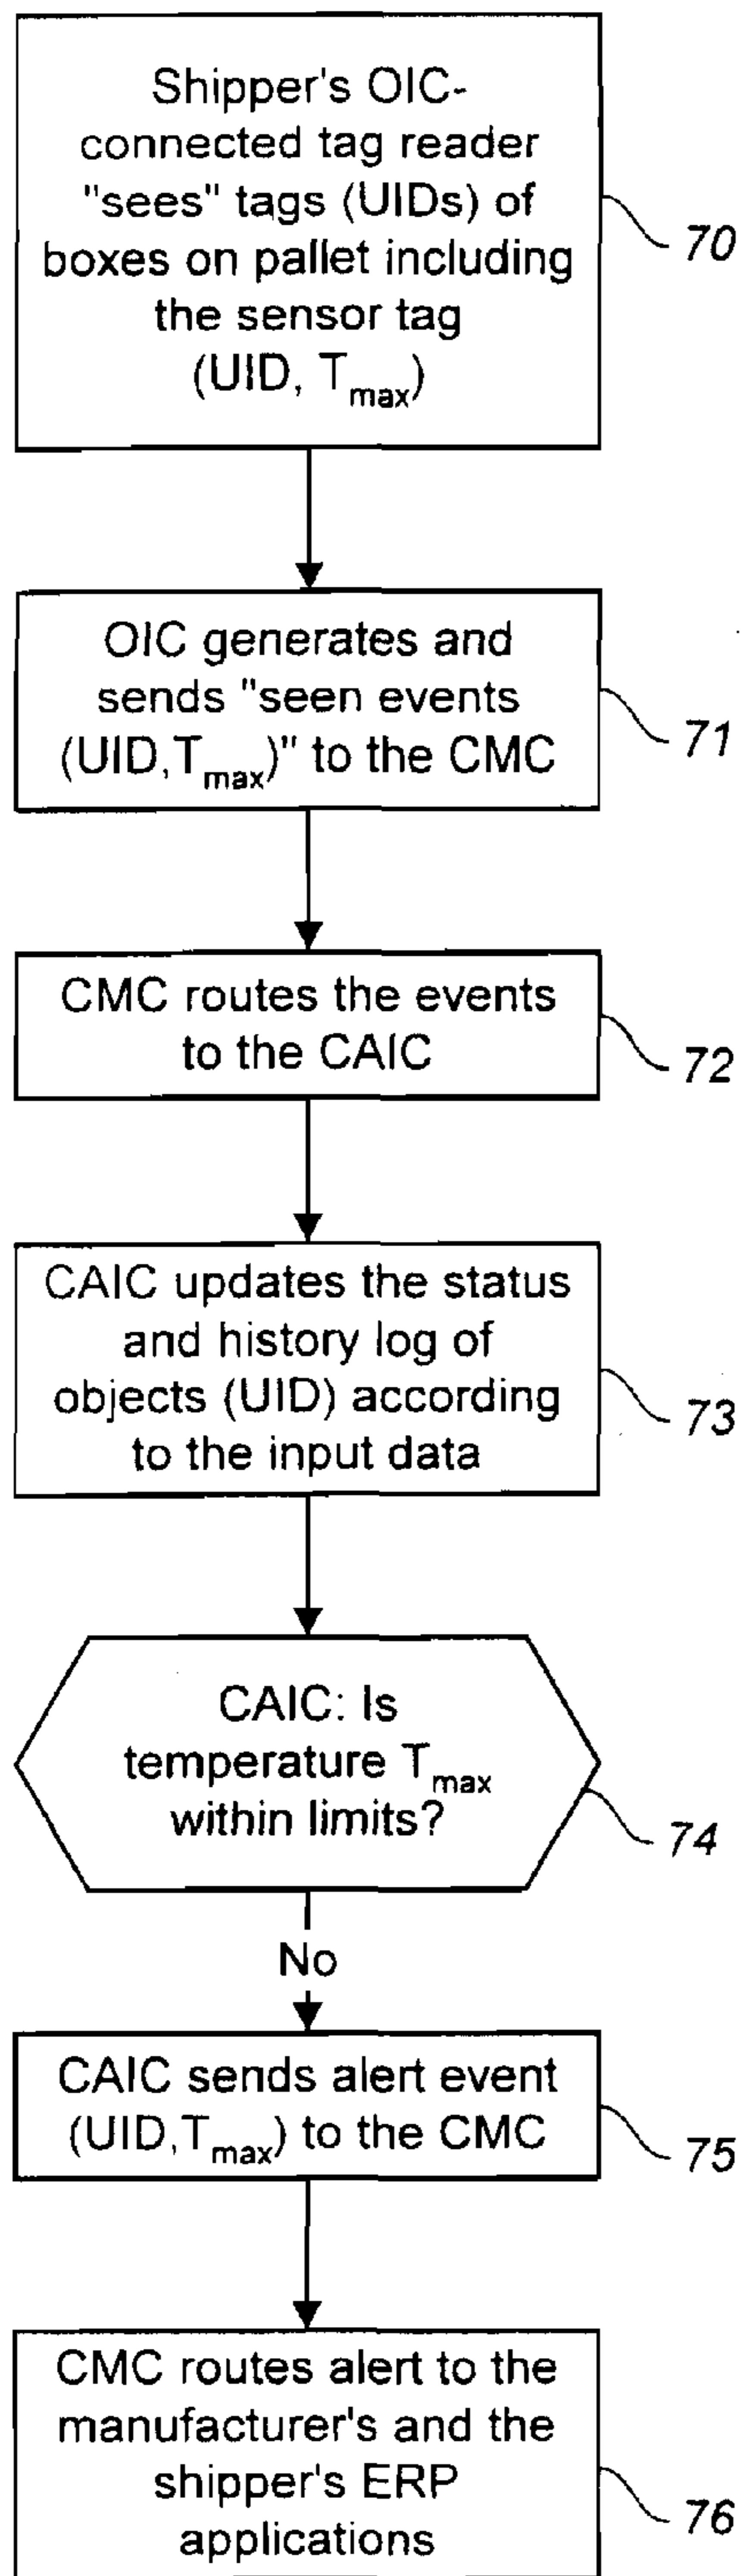 Shipper's OIC-
connected tag reader
"sees" tags (UIDs) of
boxes on pallet including
the sensor tag
(UID, Tmax)
70
OIC generates and
sends "seen events
(UID,Tmax)" to the CMC
71
CMC routes the events
to the CAIC
72
CAIC updates the status
and history log of
objects (UID) according
to the input data
73
CAIC: Is
temperature Tmax
within limits?
74
No
CAIC sends alert event
(UID,Tmax) to the CMC
75
CMC routes alert to the
manufacturer's and the
shipper's ERP
applications
76